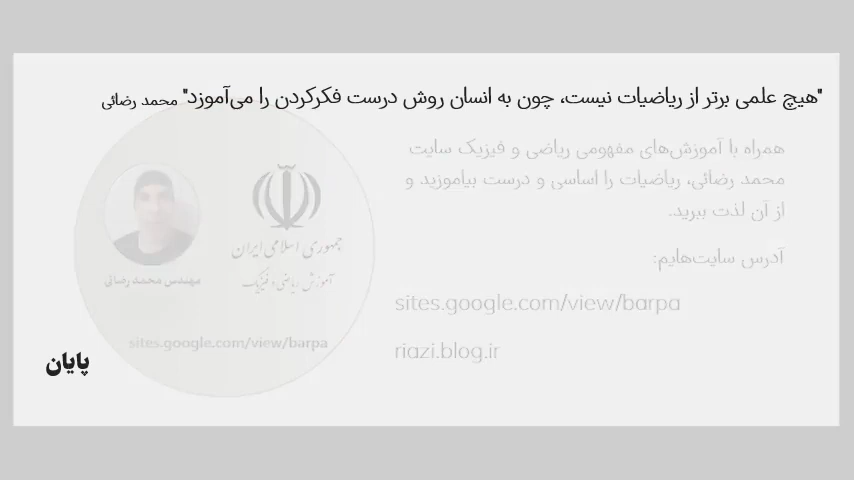 "هیچ علمی برتر از ریاضیات نیست، چون به انسان روش درست فکرکردن را می‌آموزد" محمد رضائی
همراه با آموزش‌های مفهومی ریاضی و فیزیک سایت
محمد رضائی، ریاضیات را اساسی و درست بیاموزید و
از آن لذت ببرید.
آدرس سایت‌هایم:
sites.google.com/view/barpa
riazi.blog.ir
جمهوری اسلامی ایران
آموزش ریاضی و فیزیک
مهندس محمد رضائی
sites.google.com/view/barpa
پایان